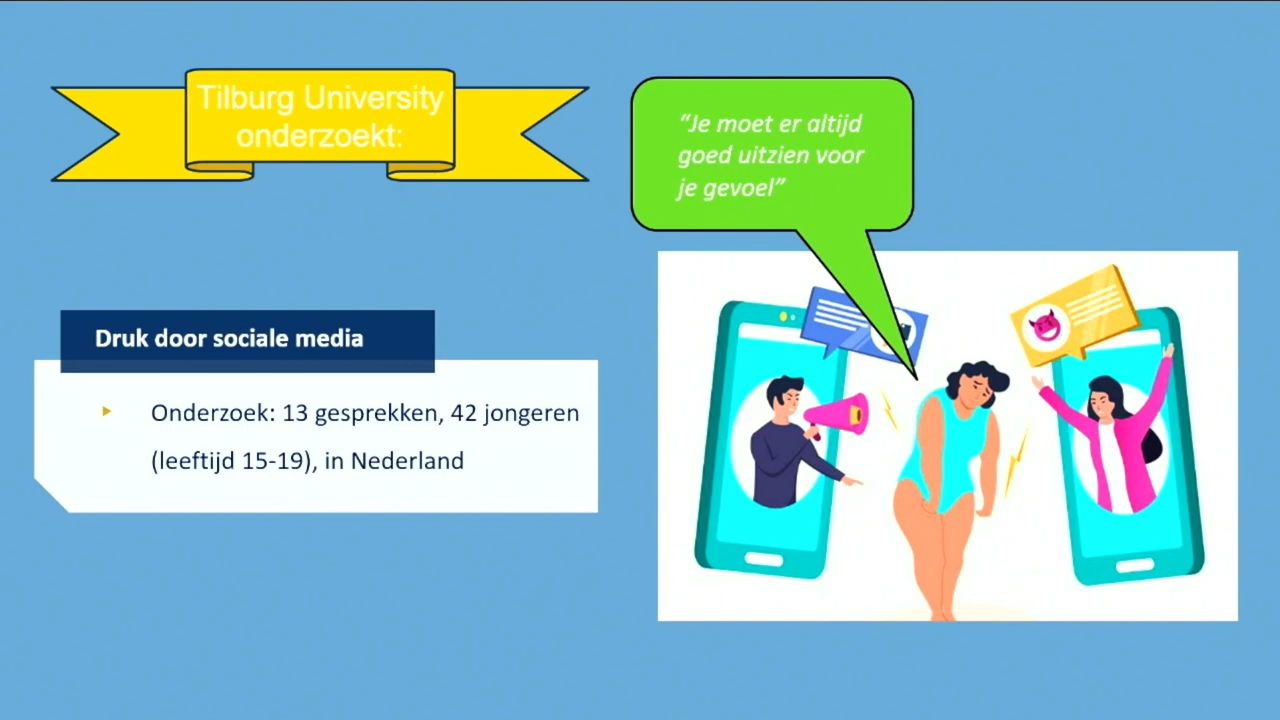 Tilburg University
onderzoekt:
“Je moet er altijd
goed uitzien voor
je gevoel”
Druk door sociale media
Onderzoek: 13 gesprekken, 42 jongeren
(leeftijd 15-19), in Nederland